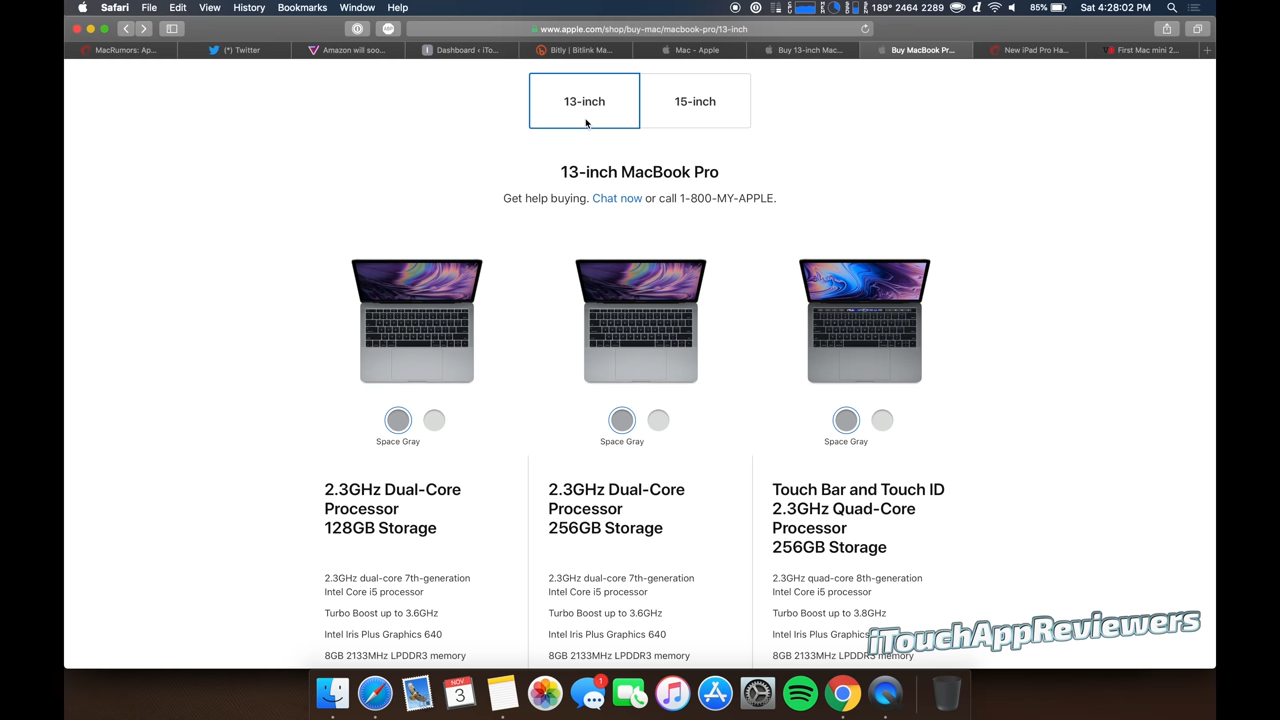 Safari File Edit View History Bookmarks Window Help
189° 2464 2289 85% Sat 4:28:02 PM
www.apple.com/shop/buy-mac/macbook-pro/13-inch
MacRumors: Ap... (*) Twitter Amazon will soo... Dashboard ‹ iTo... Bitly | Bitlink Ma... Mac - Apple Buy 13-inch Mac... Buy MacBook Pr... New iPad Pro Ha... First Mac mini 2...
13-inch 15-inch
13-inch MacBook Pro
Get help buying. Chat now or call 1-800-MY-APPLE.
Space Gray Space Gray Space Gray
2.3GHz Dual-Core
Processor
128GB Storage
2.3GHz dual-core 7th-generation
Intel Core i5 processor
Turbo Boost up to 3.6GHz
Intel Iris Plus Graphics 640
8GB 2133MHz LPDDR3 memory
2.3GHz Dual-Core
Processor
256GB Storage
2.3GHz dual-core 7th-generation
Intel Core i5 processor
Turbo Boost up to 3.6GHz
Intel Iris Plus Graphics 640
8GB 2133MHz LPDDR3 memory
Touch Bar and Touch ID
2.3GHz Quad-Core
Processor
256GB Storage
2.3GHz quad-core 8th-generation
Intel Core i5 processor
Turbo Boost up to 3.8GHz
Intel Iris Plus Graphics
8GB 2133MHz LPDDR3 memory
iTouchAppReviewers
NOV
3
1